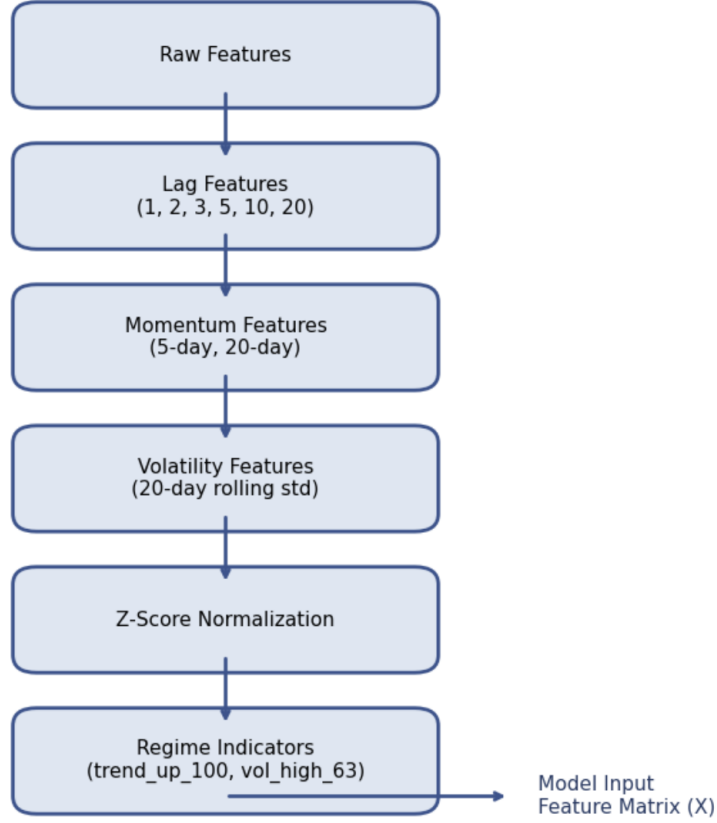 Raw Features
Lag Features
(1, 2, 3, 5, 10, 20)
Momentum Features
(5-day, 20-day)
Volatility Features
(20-day rolling std)
Z-Score Normalization
Regime Indicators
(trend_up_100, vol_high_63)
Model Input
Feature Matrix (X)